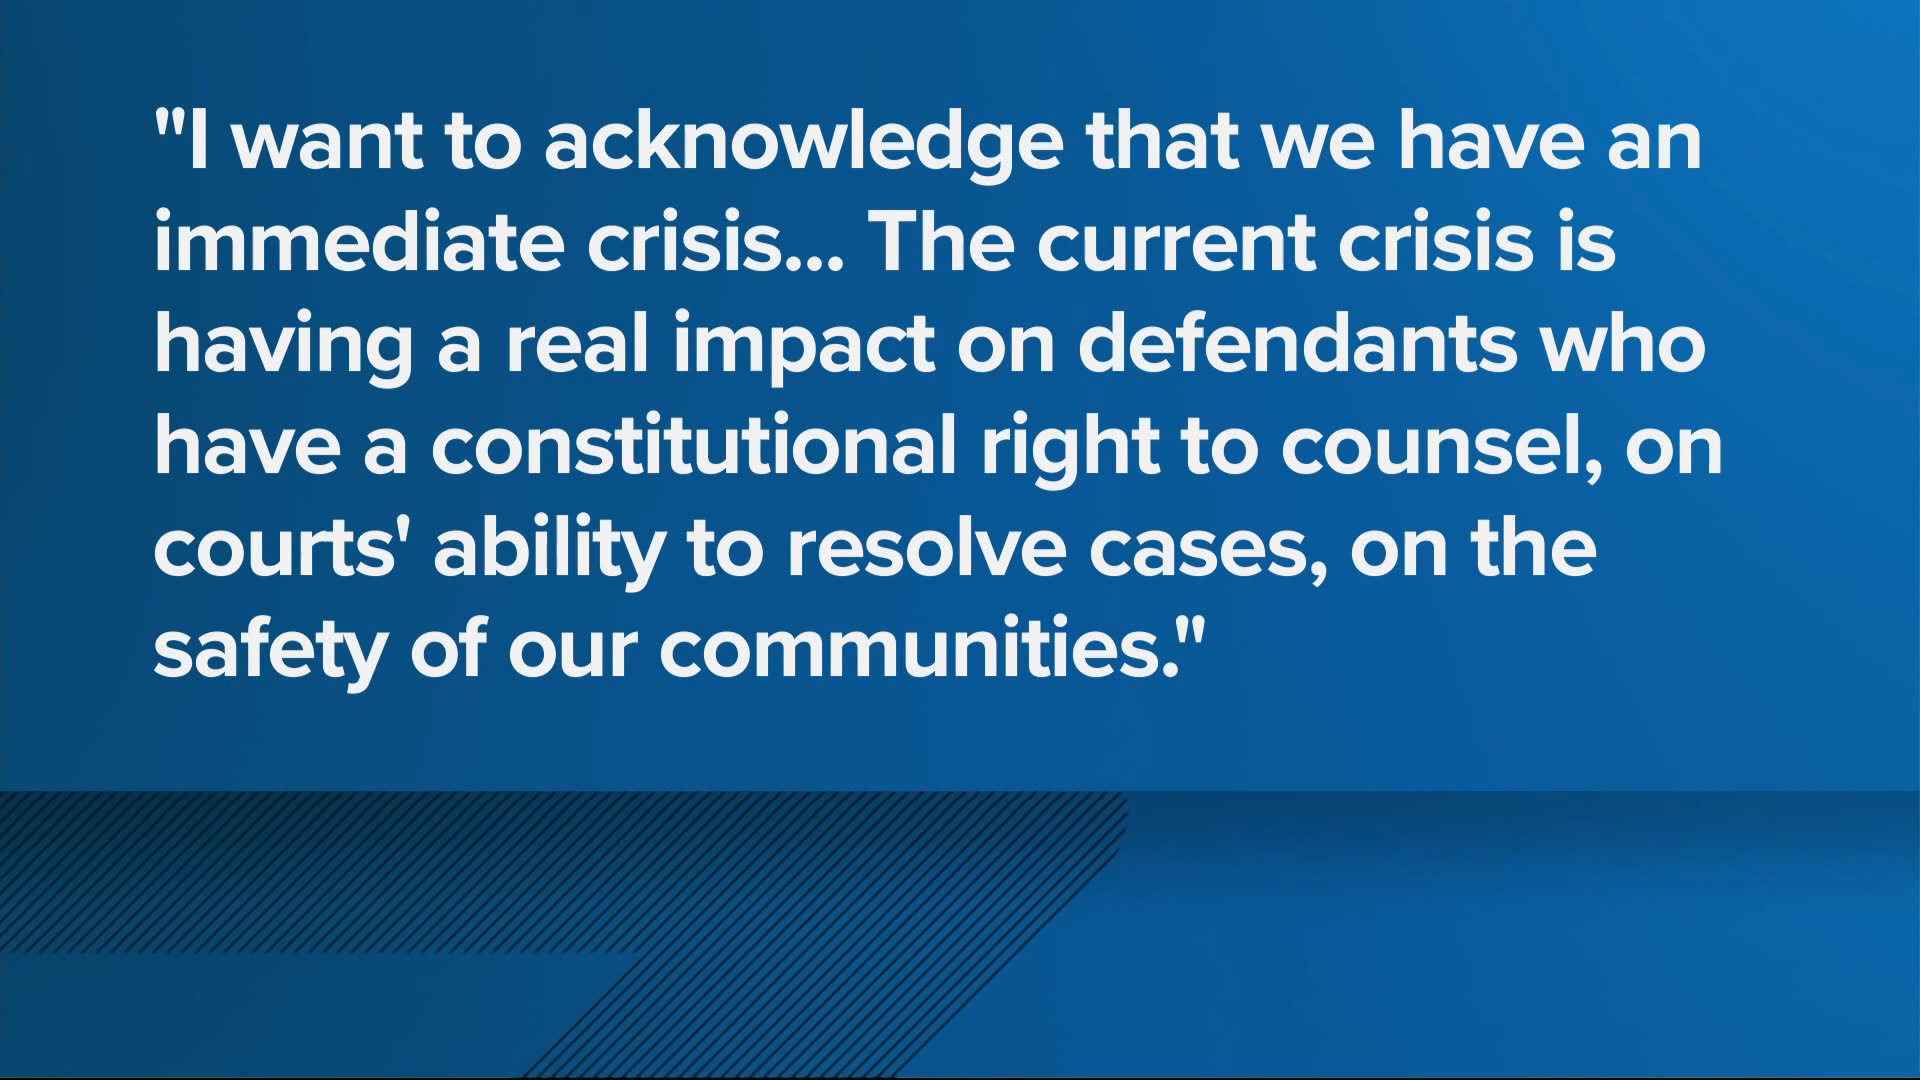 "I want to acknowledge that we have an
immediate crisis... The current crisis is
having a real impact on defendants who
have a constitutional right to counsel, on
courts' ability to resolve cases, on the
safety of our communities."